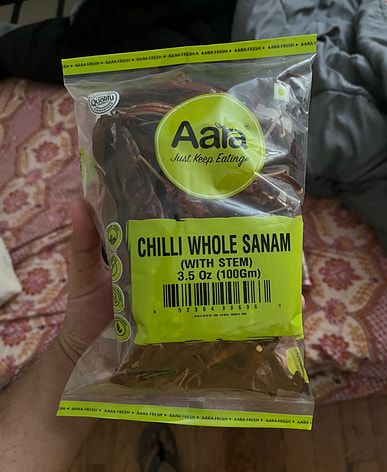 AARA FRESH ★ AARA FRESH ★ AARA FRESH ★ AARA FRESH ★ AARA FRESH
Quality
Aara
Just Keep Eating
CHILLI WHOLE SANAM
(WITH STEM)
3.5 Oz (100Gm)
AARA FRESH ★ AARA FRESH ★ AARA FRESH ★ AARA FRESH ★ AARA FRESH